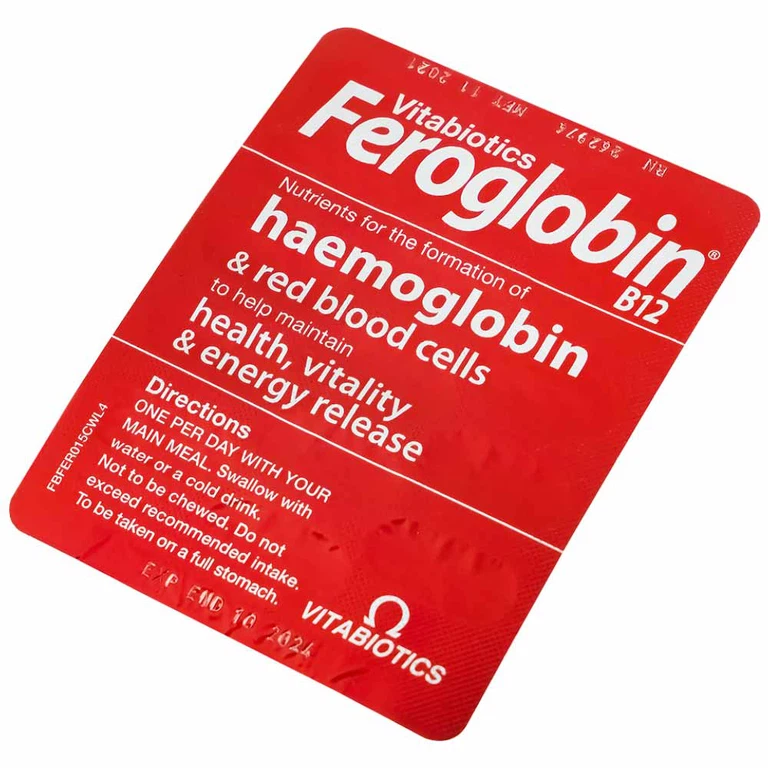 BN 262974 MFT 11 2021
Vitabiotics
Feroglobin®
B12
Nutrients for the formation of
haemoglobin
& red blood cells
to help maintain
health, vitality
& energy release
Directions
ONE PER DAY WITH YOUR
MAIN MEAL. Swallow with
water or a cold drink.
Not to be chewed. Do not
exceed recommended intake.
To be taken on a full stomach.
FBFER015CWL4
EXP END 10 2024
VITABIOTICS